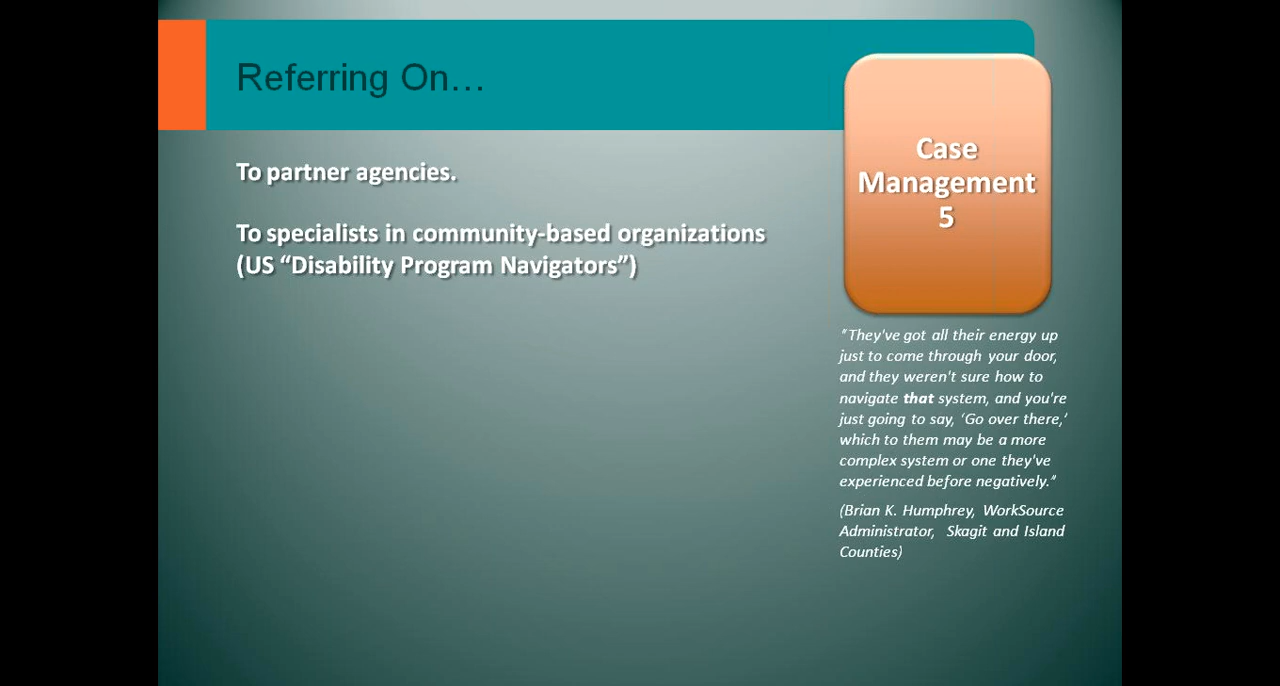 Referring On…
To partner agencies.
To specialists in community-based organizations
(US “Disability Program Navigators”)
Case
Management
5
"They've got all their energy up
just to come through your door,
and they weren't sure how to
navigate that system, and you're
just going to say, ‘Go over there,’
which to them may be a more
complex system or one they've
experienced before negatively."
(Brian K. Humphrey, WorkSource
Administrator, Skagit and Island
Counties)